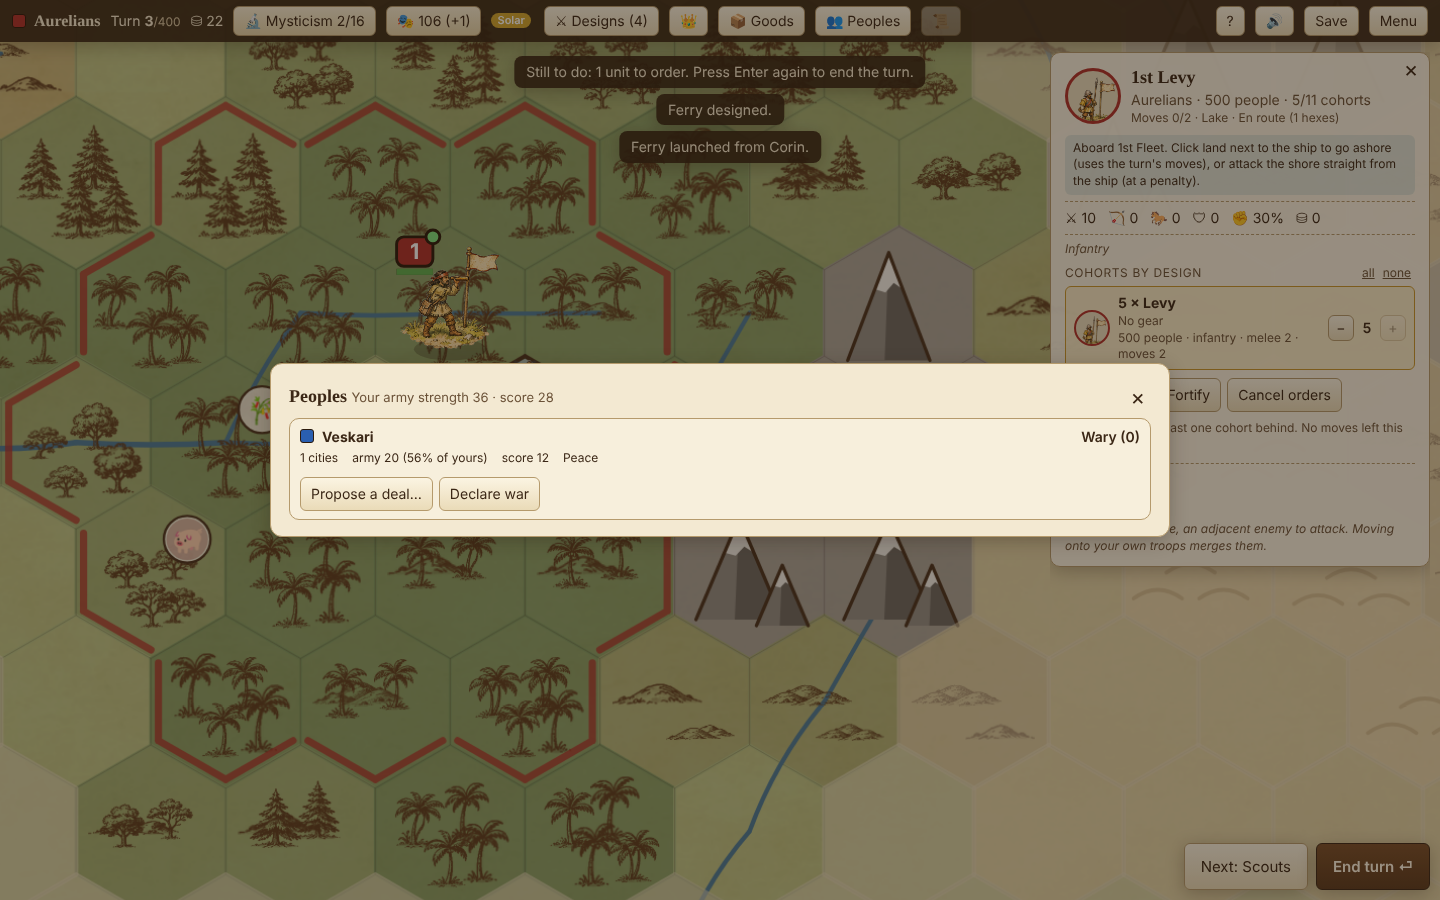 Aurelians Turn 3/400 22 Mysticism 2/16 106 (+1) Solar Designs (4) Goods Peoples ? Save Menu
Still to do: 1 unit to order. Press Enter again to end the turn.
Ferry designed.
Ferry launched from Corin.
1
1st Levy
Aurelians · 500 people · 5/11 cohorts
Moves 0/2 · Lake · En route (1 hexes)
Aboard 1st Fleet. Click land next to the ship to go ashore
(uses the turn's moves), or attack the shore straight from
the ship (at a penalty).
10 0 0 0 30% 0
Infantry
COHORTS BY DESIGN all none
5 × Levy
No gear
500 people · infantry · melee 2 ·
moves 2
− 5 +
Fortify Cancel orders
ast one cohort behind. No moves left this
e, an adjacent enemy to attack. Moving
onto your own troops merges them.
Peoples Your army strength 36 · score 28
Veskari Wary (0)
1 cities army 20 (56% of yours) score 12 Peace
Propose a deal... Declare war
Next: Scouts End turn